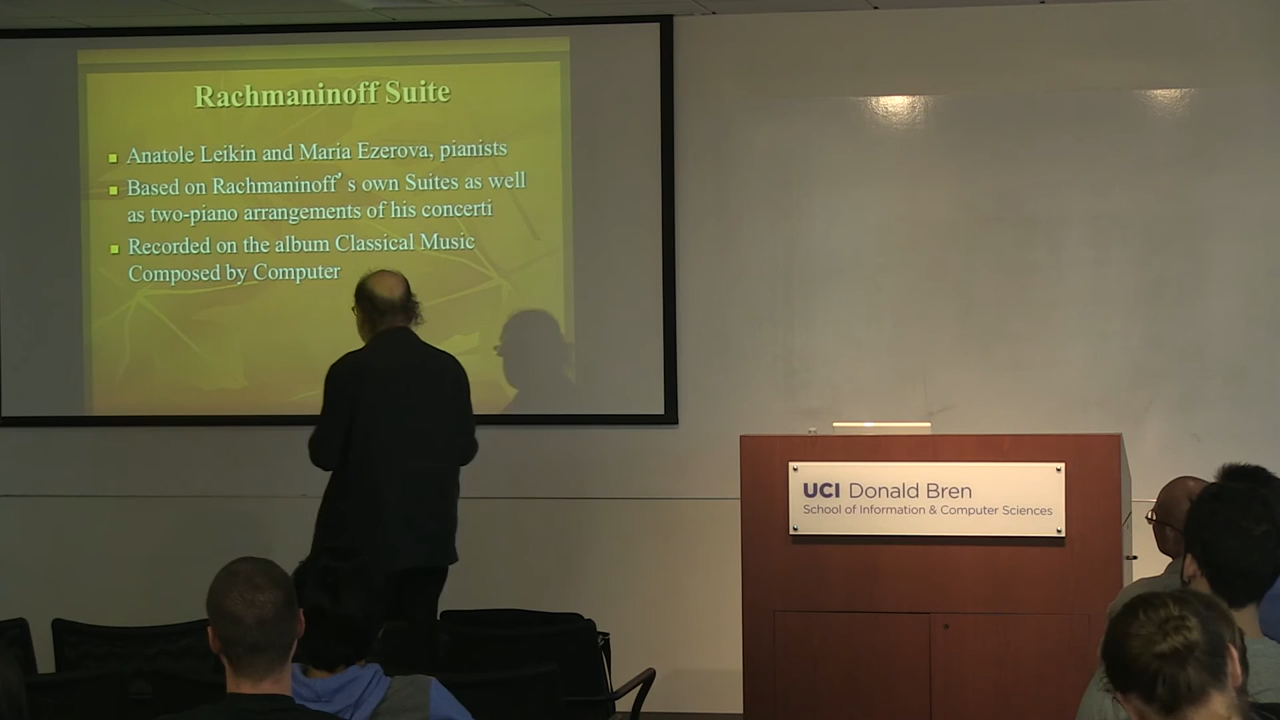 Rachmaninoff Suite
Anatole Leikin and Maria Ezerova, pianists
Based on Rachmaninoff’s own Suites as well
as two-piano arrangements of his concerti
Recorded on the album Classical Music
Composed by Computer
UCI Donald Bren
School of Information & Computer Sciences